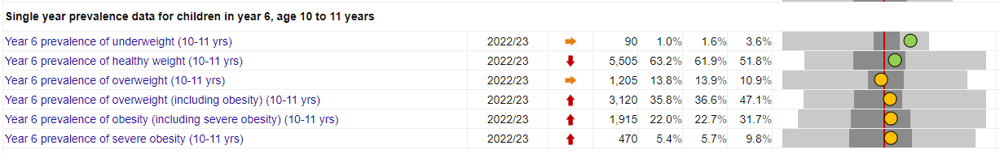 Single year prevalence data for children in year 6, age 10 to 11 years
Year 6 prevalence of underweight (10-11 yrs) 2022/23 90 1.0% 1.6% 3.6%
Year 6 prevalence of healthy weight (10-11 yrs) 2022/23 5,505 63.2% 61.9% 51.8%
Year 6 prevalence of overweight (10-11 yrs) 2022/23 1,205 13.8% 13.9% 10.9%
Year 6 prevalence of overweight (including obesity) (10-11 yrs) 2022/23 3,120 35.8% 36.6% 47.1%
Year 6 prevalence of obesity (including severe obesity) (10-11 yrs) 2022/23 1,915 22.0% 22.7% 31.7%
Year 6 prevalence of severe obesity (10-11 yrs) 2022/23 470 5.4% 5.7% 9.8%